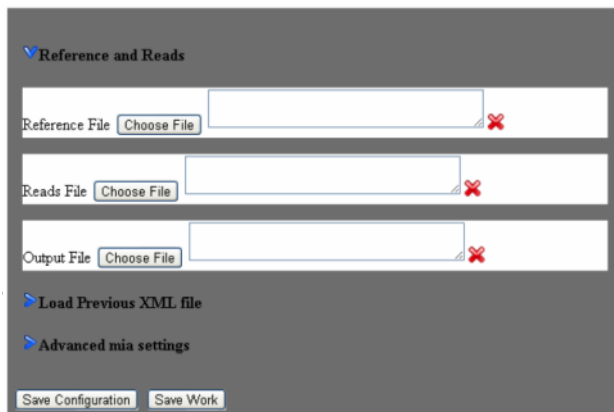 Reference and Reads
Reference File Choose File
Reads File Choose File
Output File Choose File
Load Previous XML file
Advanced mia settings
Save Configuration Save Work